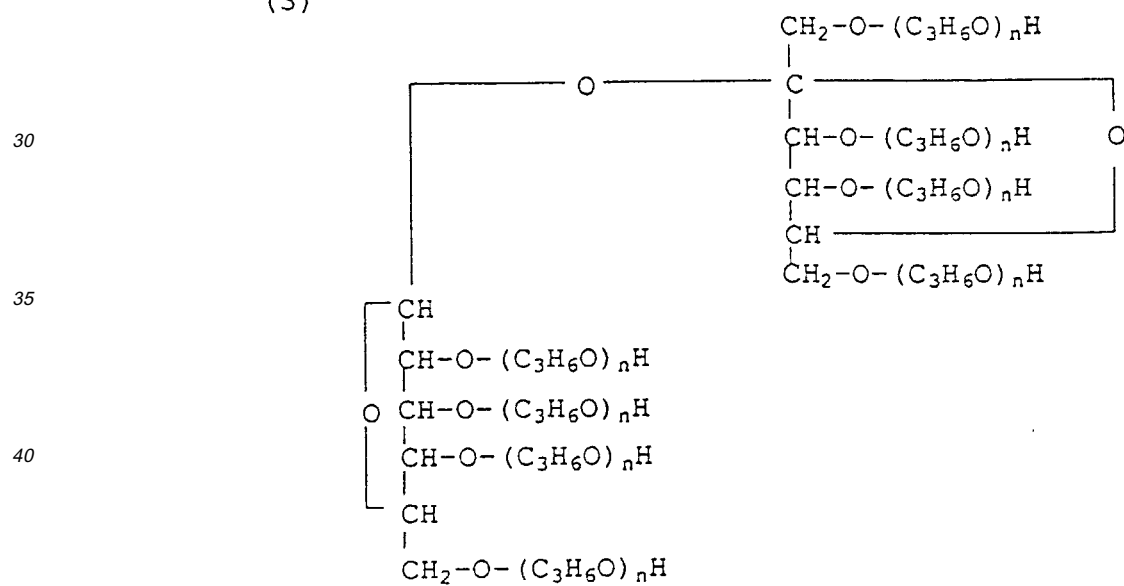 (3)
CH₂-O-(C₃H₆O)ₙH
O C
30 CH-O-(C₃H₆O)ₙH O
CH-O-(C₃H₆O)ₙH
CH
CH₂-O-(C₃H₆O)ₙH
35 CH
CH-O-(C₃H₆O)ₙH
O CH-O-(C₃H₆O)ₙH
40 CH-O-(C₃H₆O)ₙH
CH
CH₂-O-(C₃H₆O)ₙH